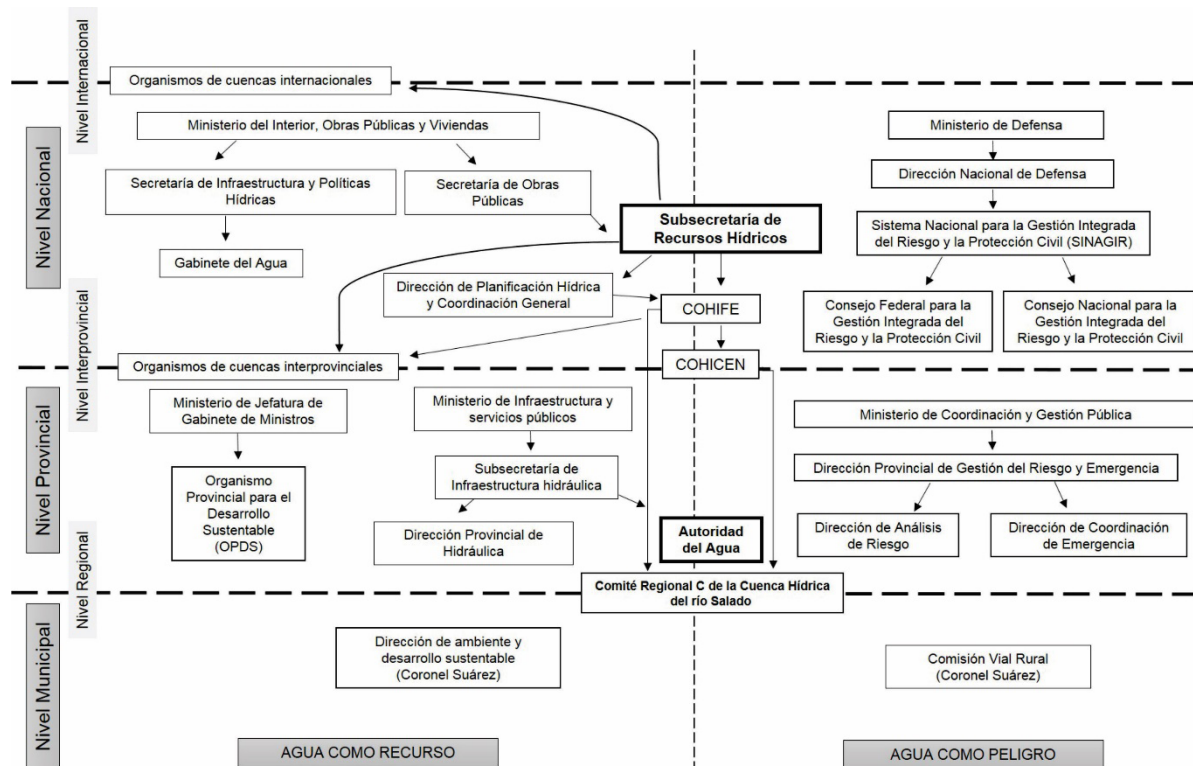 Nivel Internacional
Organismos de cuencas internacionales
Nivel Nacional
Ministerio del Interior, Obras Públicas y Viviendas
Secretaría de Infraestructura y Políticas
Hídricas
Secretaría de Obras
Públicas
Gabinete del Agua
Subsecretaría de
Recursos Hídricos
Dirección de Planificación Hídrica
y Coordinación General
COHIFE
COHICEN
Ministerio de Defensa
Dirección Nacional de Defensa
Sistema Nacional para la Gestión Integrada
del Riesgo y la Protección Civil (SINAGIR)
Consejo Federal para la
Gestión Integrada del
Riesgo y la Protección Civil
Consejo Nacional para la
Gestión Integrada del
Riesgo y la Protección Civil
Nivel Interprovincial
Organismos de cuencas interprovinciales
Nivel Provincial
Ministerio de Jefatura de
Gabinete de Ministros
Organismo
Provincial para el
Desarrollo
Sustentable
(OPDS)
Ministerio de Infraestructura y
servicios públicos
Subsecretaría de
Infraestructura hidráulica
Dirección Provincial de
Hidráulica
Autoridad
del Agua
Ministerio de Coordinación y Gestión Pública
Dirección Provincial de Gestión del Riesgo y Emergencia
Dirección de Análisis
de Riesgo
Dirección de Coordinación
de Emergencia
Nivel Regional
Comité Regional C de la Cuenca Hídrica
del río Salado
Nivel Municipal
Dirección de ambiente y
desarrollo sustentable
(Coronel Suárez)
Comisión Vial Rural
(Coronel Suárez)
AGUA COMO RECURSO
AGUA COMO PELIGRO